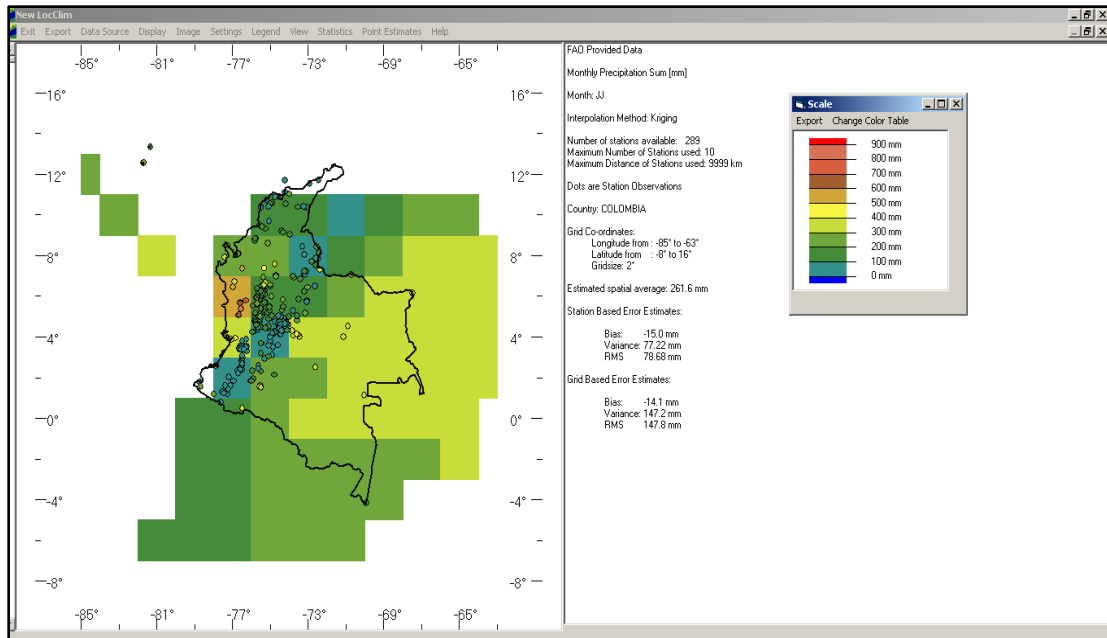 New LocClim
Exit Export Data Source Display Image Settings Legend View Statistics Point Estimates Help
-85° -81° -77° -73° -69° -65°
16° 16°
12° 12°
8° 8°
4° 4°
0° 0°
-4° -4°
-8° -8°
-85° -81° -77° -73° -69° -65°
FAO Provided Data
Monthly Precipitation Sum [mm]
Month: JJ
Interpolation Method: Kriging
Number of stations available: 289
Maximum Number of Stations used: 10
Maximum Distance of Stations used: 9999 km
Dots are Station Observations
Country: COLOMBIA
Grid Co-ordinates:
Longitude from : -85° to -63°
Latitude from : -8° to 16°
Gridsize: 2°
Estimated spatial average: 261.6 mm
Station Based Error Estimates:
Bias: -15.0 mm
Variance: 77.22 mm
RMS 78.68 mm
Grid Based Error Estimates:
Bias: -14.1 mm
Variance: 147.2 mm
RMS 147.8 mm
Scale
Export Change Color Table
900 mm
800 mm
700 mm
600 mm
500 mm
400 mm
300 mm
200 mm
100 mm
0 mm